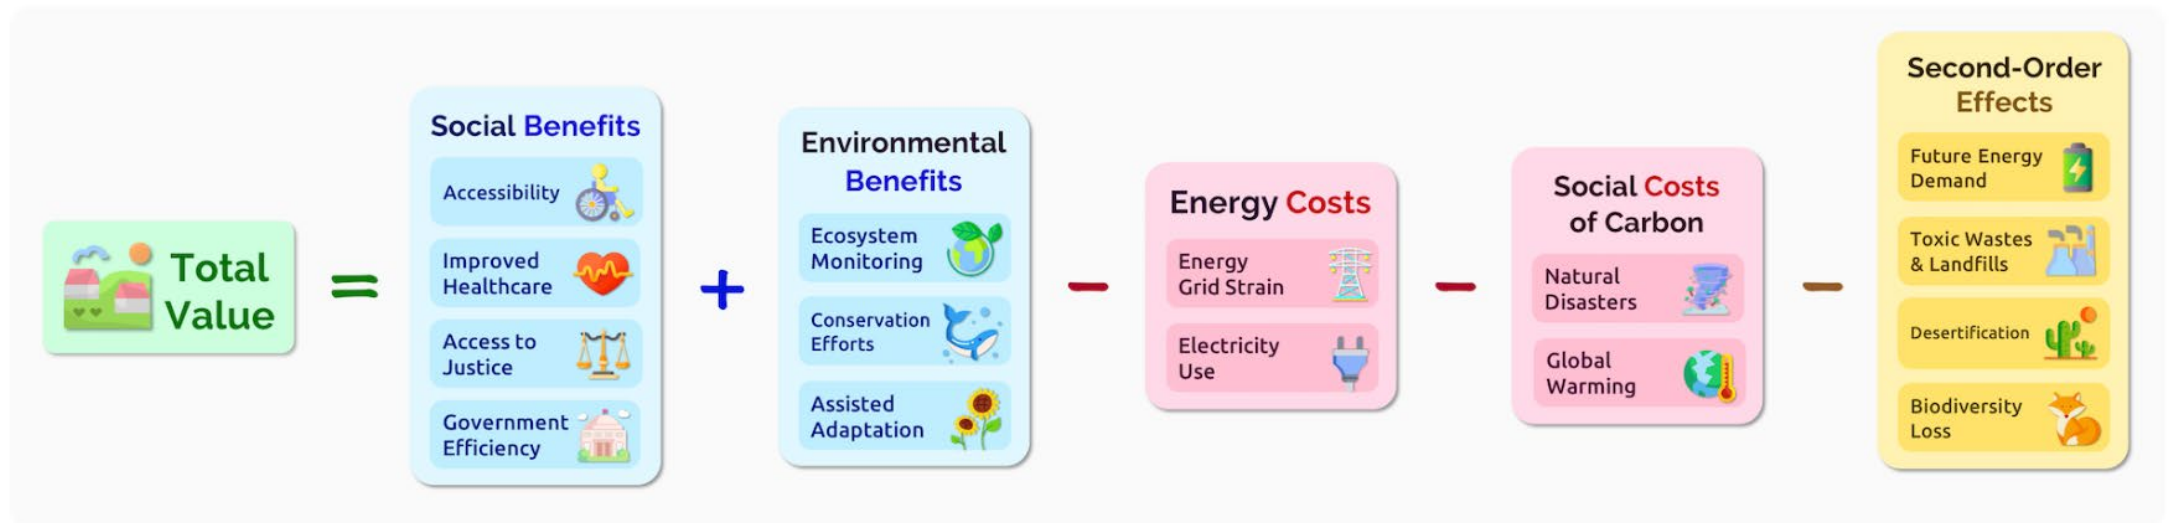 Total
Value
=
Social Benefits
Accessibility
Improved
Healthcare
Access to
Justice
Government
Efficiency
+
Environmental
Benefits
Ecosystem
Monitoring
Conservation
Efforts
Assisted
Adaptation
−
Energy Costs
Energy
Grid Strain
Electricity
Use
−
Social Costs
of Carbon
Natural
Disasters
Global
Warming
−
Second-Order
Effects
Future Energy
Demand
Toxic Wastes
& Landfills
Desertification
Biodiversity
Loss